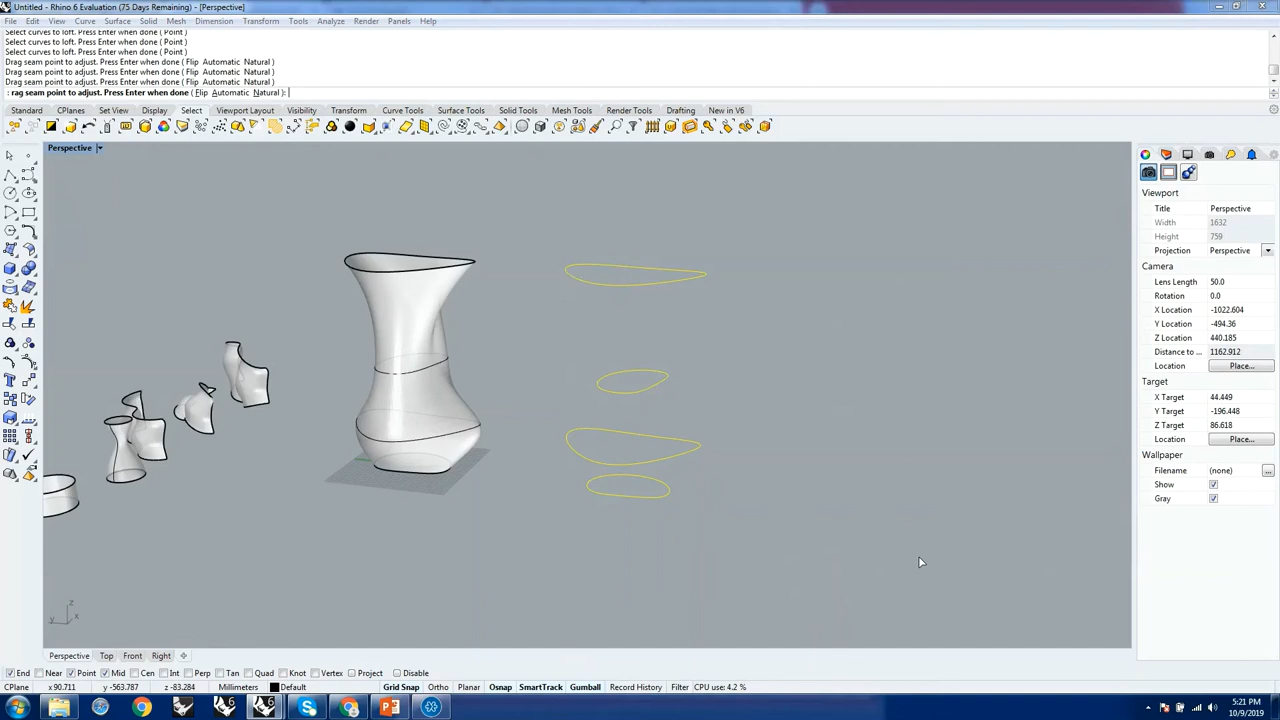 Untitled - Rhino 6 Evaluation (75 Days Remaining) - [Perspective]
File Edit View Curve Surface Solid Mesh Dimension Transform Tools Analyze Render Panels Help
Select curves to loft. Press Enter when done ( Point )
Select curves to loft. Press Enter when done ( Point )
Select curves to loft. Press Enter when done ( Point )
Drag seam point to adjust. Press Enter when done ( Flip Automatic Natural )
Drag seam point to adjust. Press Enter when done ( Flip Automatic Natural )
Drag seam point to adjust. Press Enter when done ( Flip Automatic Natural )
: rag seam point to adjust. Press Enter when done ( Flip Automatic Natural ):
Standard CPlanes Set View Display Select Viewport Layout Visibility Transform Curve Tools Surface Tools Solid Tools Mesh Tools Render Tools Drafting New in V6
Perspective
Viewport
Title Perspective
Width 1632
Height 759
Projection Perspective
Camera
Lens Length 50.0
Rotation 0.0
X Location -1022.604
Y Location -494.36
Z Location 440.185
Distance to ... 1162.912
Location Place...
Target
X Target 44.449
Y Target -196.448
Z Target 86.618
Location Place...
Wallpaper
Filename (none) ...
Show
Gray
z
y x
Perspective Top Front Right
End Near Point Mid Cen Int Perp Tan Quad Knot Vertex Project Disable
CPlane x 90.711 y -563.787 z -83.284 Millimeters Default Grid Snap Ortho Planar Osnap SmartTrack Gumball Record History Filter CPU use: 4.2 %
5:21 PM
10/9/2019